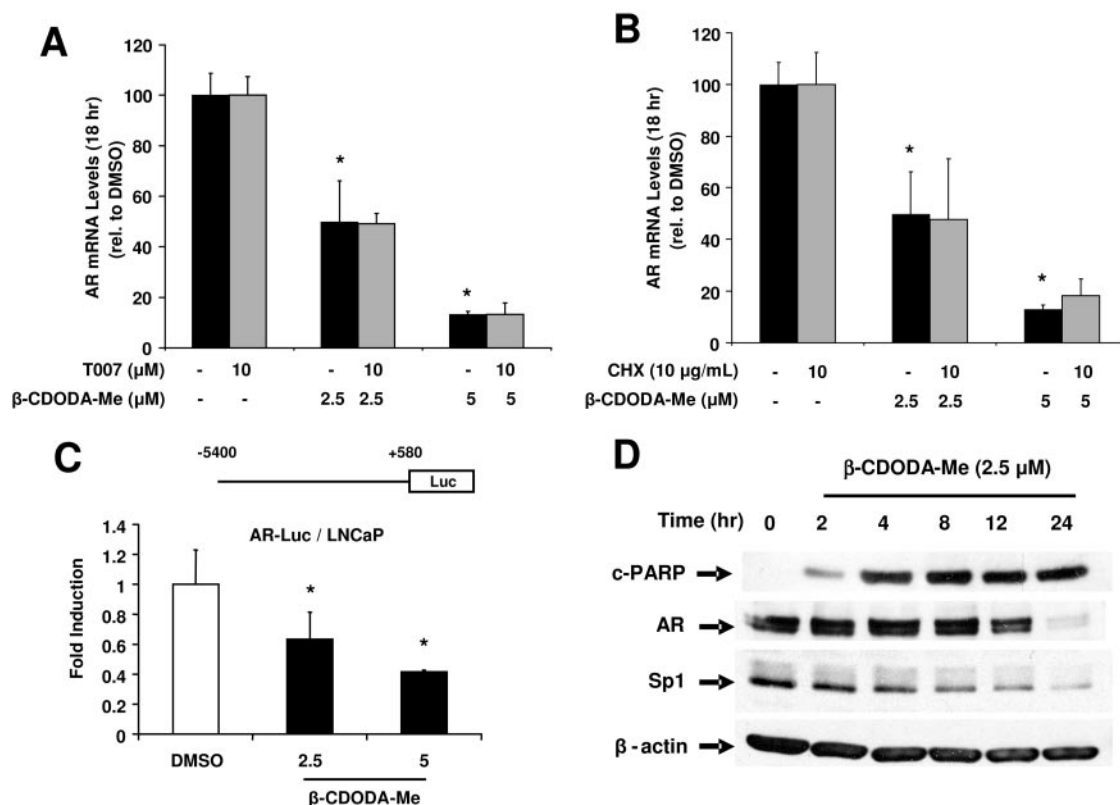 A
120
100
80
60
40
20
0
AR mRNA Levels (18 hr)
(rel. to DMSO)
*
*
T007 (μM) - 10 - 10 - 10
β-CDODA-Me (μM) - - 2.5 2.5 5 5
B
120
100
80
60
40
20
0
AR mRNA Levels (18 hr)
(rel. to DMSO)
*
*
CHX (10 μg/mL) - 10 - 10 - 10
β-CDODA-Me (μM) - - 2.5 2.5 5 5
C
-5400 +580
Luc
AR-Luc / LNCaP
1.4
1.2
1
0.8
0.6
0.4
0.2
0
Fold Induction
*
*
DMSO 2.5 5
β-CDODA-Me
D
β-CDODA-Me (2.5 μM)
Time (hr) 0 2 4 8 12 24
c-PARP
AR
Sp1
β-actin